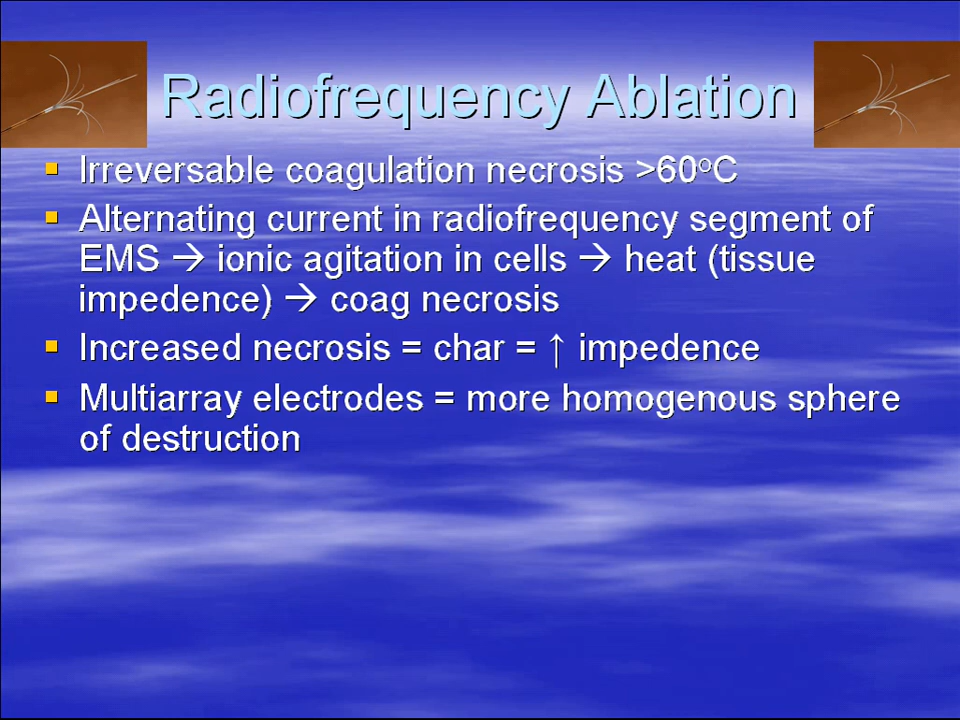 Radiofrequency Ablation
▪ Irreversable coagulation necrosis >60°C
▪ Alternating current in radiofrequency segment of
EMS → ionic agitation in cells → heat (tissue
impedence) → coag necrosis
▪ Increased necrosis = char = ↑ impedence
▪ Multiarray electrodes = more homogenous sphere
of destruction